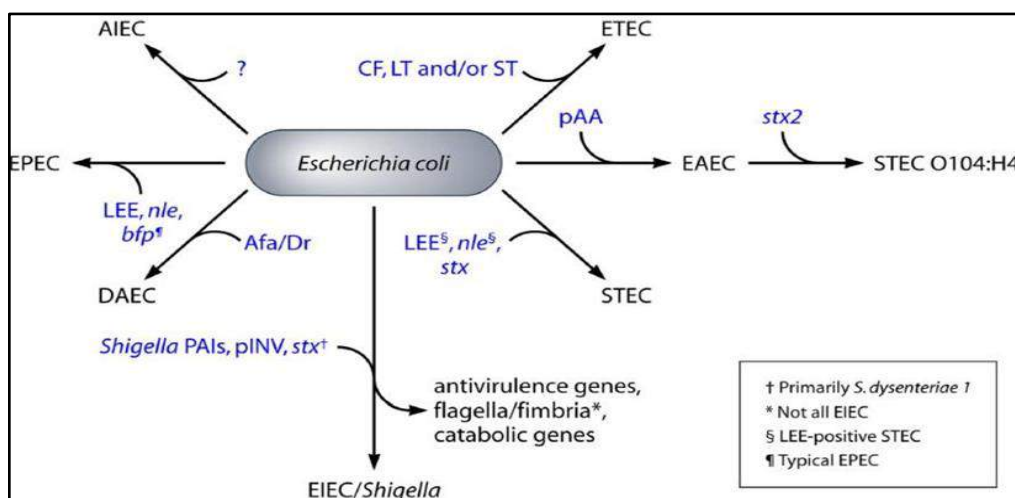 AIEC
ETEC
?
CF, LT and/or ST
pAA
stx2
EPEC
Escherichia coli
EAEC
STEC O104:H4
LEE, nle,
bfp¶
Afa/Dr
LEE§, nle§,
stx
DAEC
STEC
Shigella PAIs, pINV, stx†
antivirulence genes,
flagella/fimbria*,
catabolic genes
EIEC/Shigella
† Primarily S. dysenteriae 1
* Not all EIEC
§ LEE-positive STEC
¶ Typical EPEC